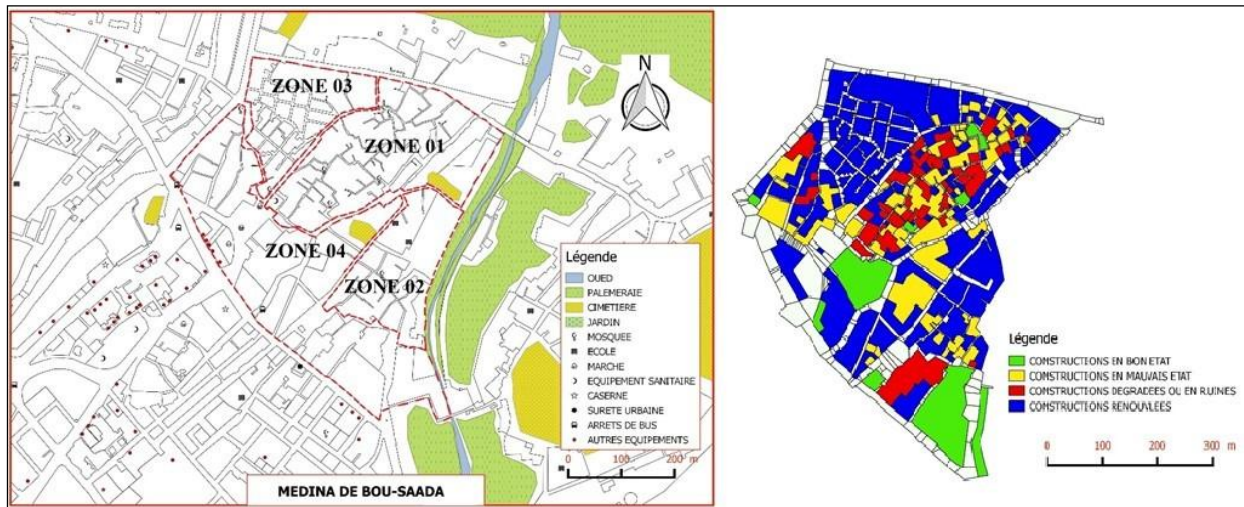 N
ZONE 03
ZONE 01
ZONE 04
ZONE 02
Légende
OUED
PALEMERAIE
CIMETIERE
JARDIN
MOSQUEE
ECOLE
MARCHE
EQUIPEMENT SANITAIRE
CASERNE
SURETE URBAINE
ARRETS DE BUS
AUTRES EQUIPEMENTS
0 100 200 m
MEDINA DE BOU-SAADA
Légende
CONSTRUCTIONS EN BON ETAT
CONSTRUCTIONS EN MAUVAIS ETAT
CONSTRUCTIONS DEGRADEES OU EN RUINES
CONSTRUCTIONS RENOUVLEES
0 100 200 300 m